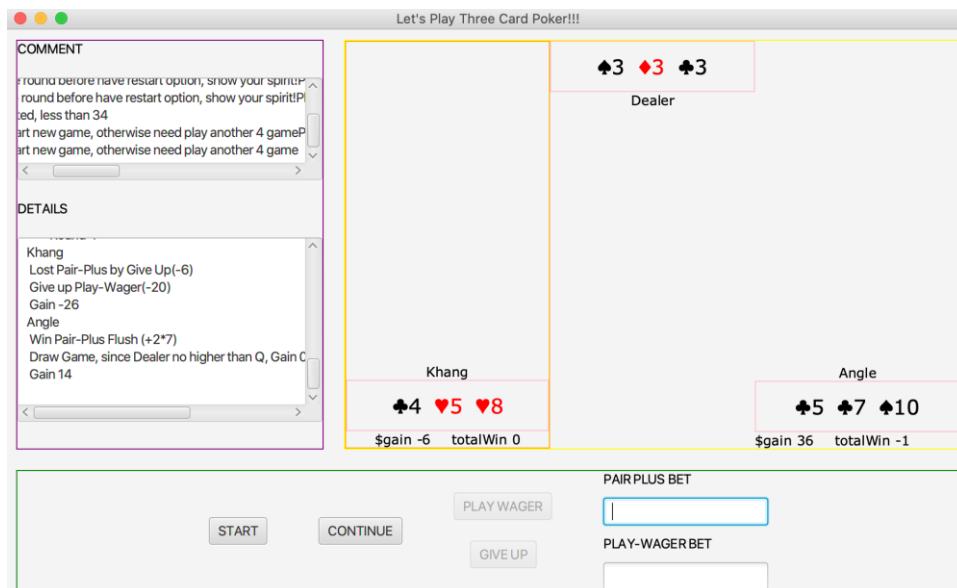 Let's Play Three Card Poker!!!
COMMENT
round before have restart option, show your spirit!P
round before have restart option, show your spirit!Pl
ted, less than 34
art new game, otherwise need play another 4 gameP
art new game, otherwise need play another 4 game
DETAILS
Khang
Lost Pair-Plus by Give Up(-6)
Give up Play-Wager(-20)
Gain -26
Angle
Win Pair-Plus Flush (+2*7)
Draw Game, since Dealer no higher than Q, Gain 0
Gain 14
♠3 ♦3 ♣3
Dealer
Khang
♣4 ♥5 ♥8
$gain -6 totalWin 0
Angle
♣5 ♣7 ♠10
$gain 36 totalWin -1
START
CONTINUE
PLAY WAGER
GIVE UP
PAIR PLUS BET
PLAY-WAGER BET